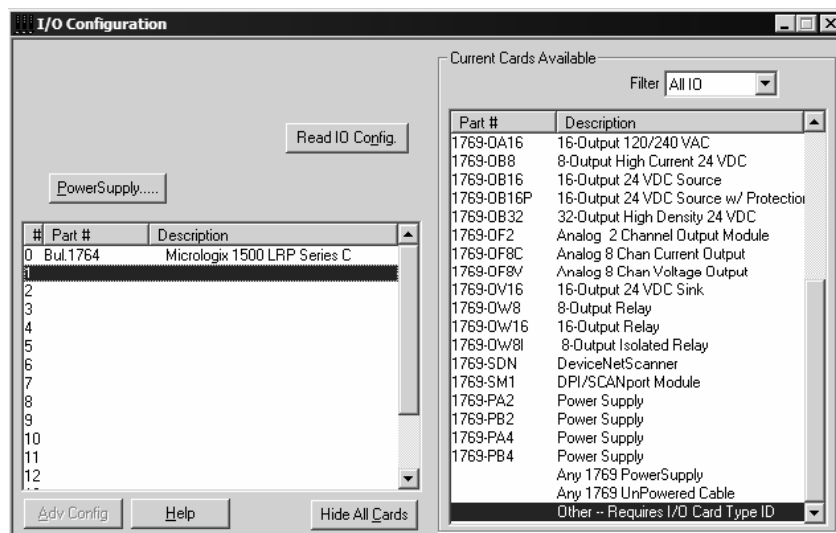 I/O Configuration
Read IO Config.
PowerSupply.....
# Part # Description
0 Bul.1764 Micrologix 1500 LRP Series C
1
2
3
4
5
6
7
8
9
10
11
12
Adv Config Help Hide All Cards
Current Cards Available
Filter All IO
Part # Description
1769-OA16 16-Output 120/240 VAC
1769-OB8 8-Output High Current 24 VDC
1769-OB16 16-Output 24 VDC Source
1769-OB16P 16-Output 24 VDC Source w/ Protection
1769-OB32 32-Output High Density 24 VDC
1769-OF2 Analog 2 Channel Output Module
1769-OF8C Analog 8 Chan Current Output
1769-OF8V Analog 8 Chan Voltage Output
1769-OV16 16-Output 24 VDC Sink
1769-OW8 8-Output Relay
1769-OW16 16-Output Relay
1769-OW8I 8-Output Isolated Relay
1769-SDN DeviceNetScanner
1769-SM1 DPI/SCANport Module
1769-PA2 Power Supply
1769-PB2 Power Supply
1769-PA4 Power Supply
1769-PB4 Power Supply
Any 1769 PowerSupply
Any 1769 UnPowered Cable
Other -- Requires I/O Card Type ID